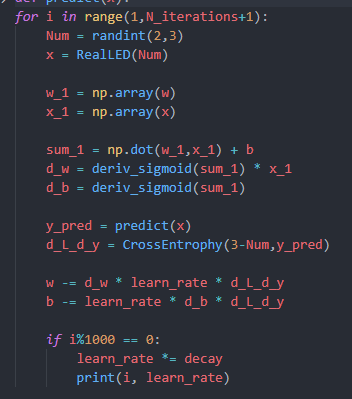 def predict(x):
for i in range(1,N_iterations+1):
Num = randint(2,3)
x = RealLED(Num)
w_1 = np.array(w)
x_1 = np.array(x)
sum_1 = np.dot(w_1,x_1) + b
d_w = deriv_sigmoid(sum_1) * x_1
d_b = deriv_sigmoid(sum_1)
y_pred = predict(x)
d_L_d_y = CrossEntrophy(3-Num,y_pred)
w -= d_w * learn_rate * d_L_d_y
b -= learn_rate * d_b * d_L_d_y
if i%1000 == 0:
learn_rate *= decay
print(i, learn_rate)